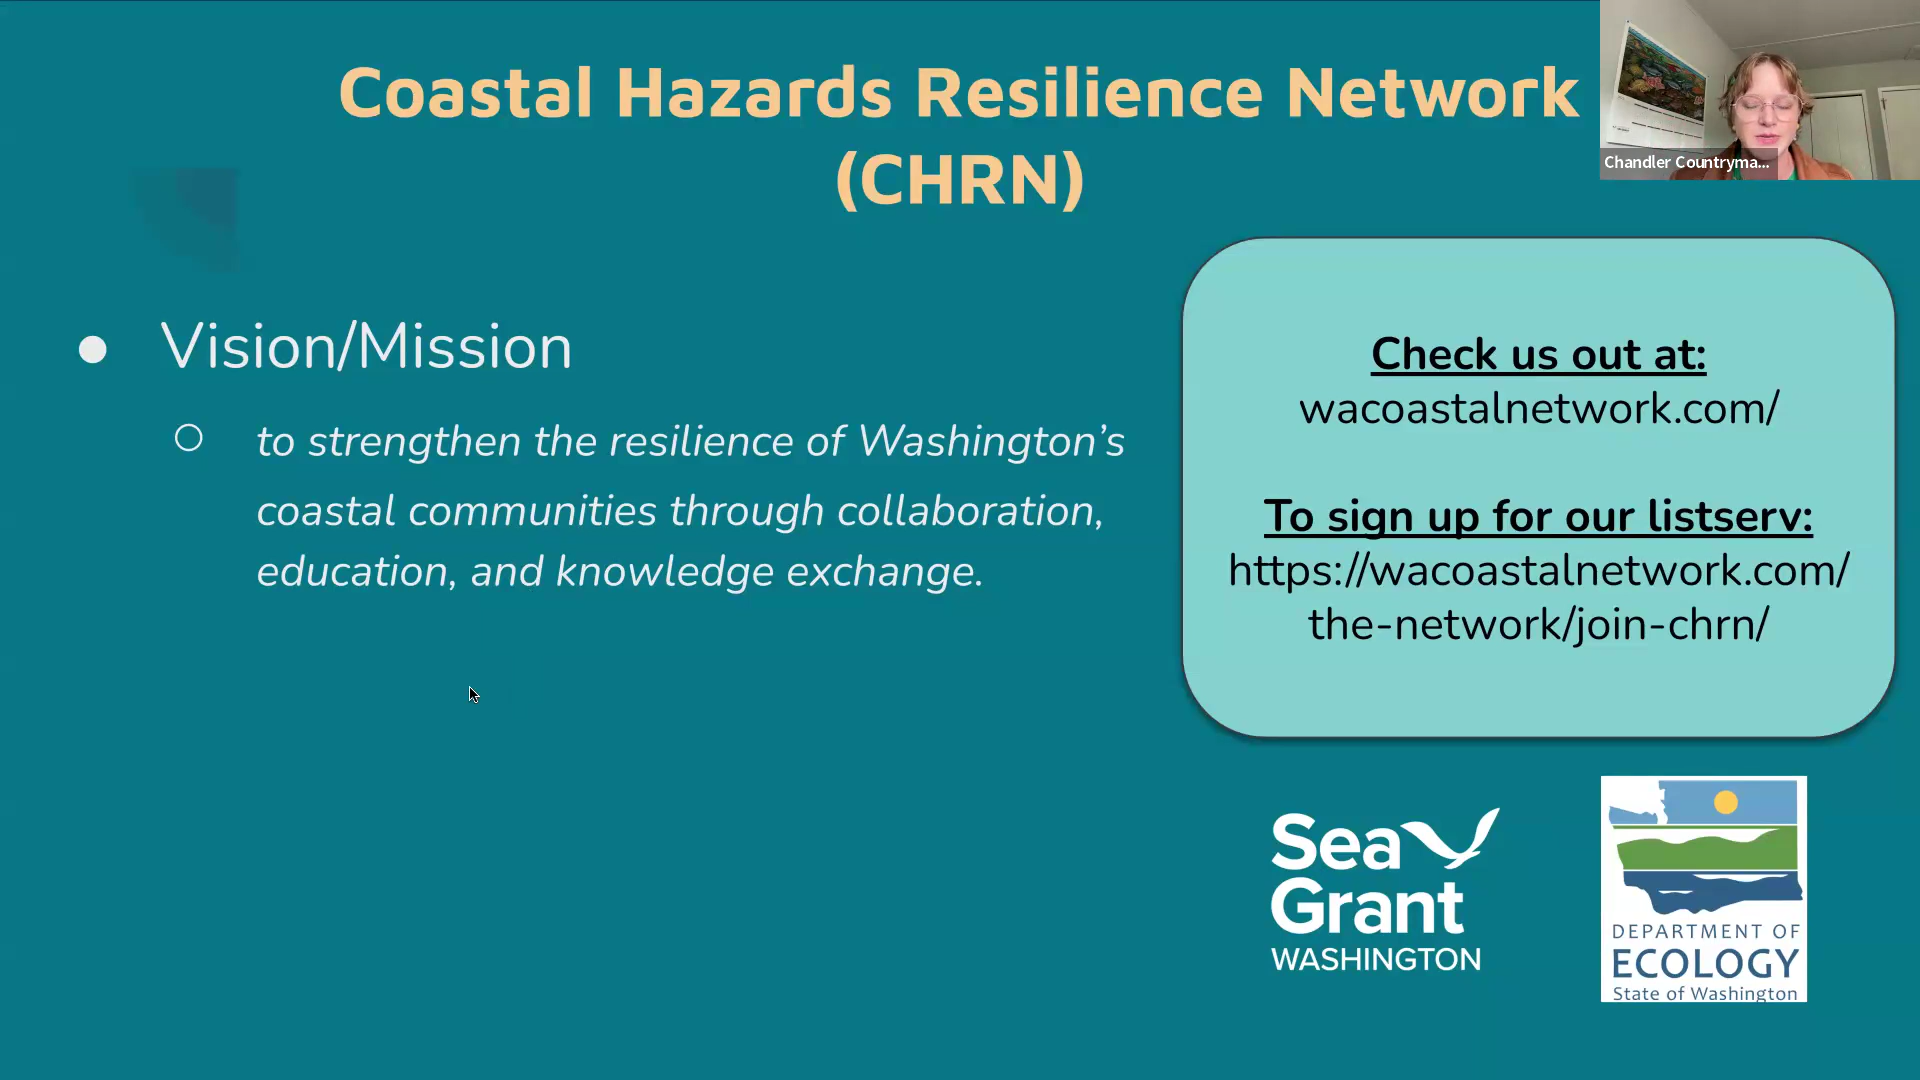 Coastal Hazards Resilience Network
(CHRN)
Chandler Countryma...
● Vision/Mission
○ to strengthen the resilience of Washington’s
coastal communities through collaboration,
education, and knowledge exchange.
Check us out at:
wacoastalnetwork.com/
To sign up for our listserv:
https://wacoastalnetwork.com/
the-network/join-chrn/
Sea
Grant
WASHINGTON
DEPARTMENT OF
ECOLOGY
State of Washington